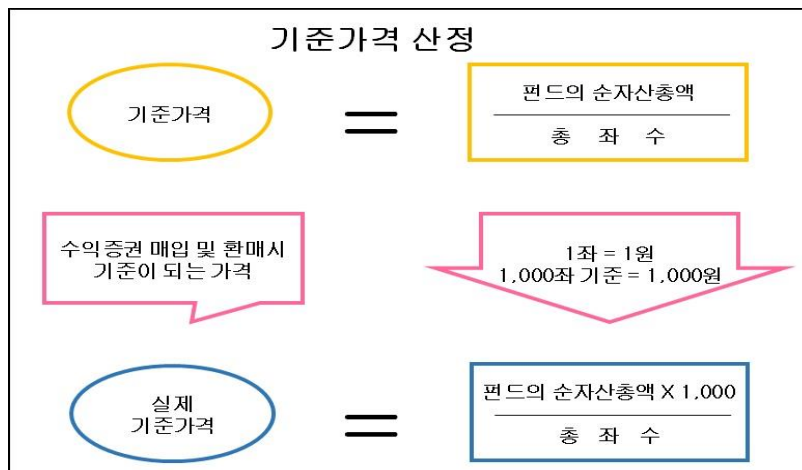 기준가격 산정
기준가격
=
펀드의 순자산총액
총 좌 수
수익증권 매입 및 환매시
기준이 되는 가격
1좌 = 1원
1,000좌 기준 = 1,000원
실제
기준가격
=
펀드의 순자산총액 X 1,000
총 좌 수